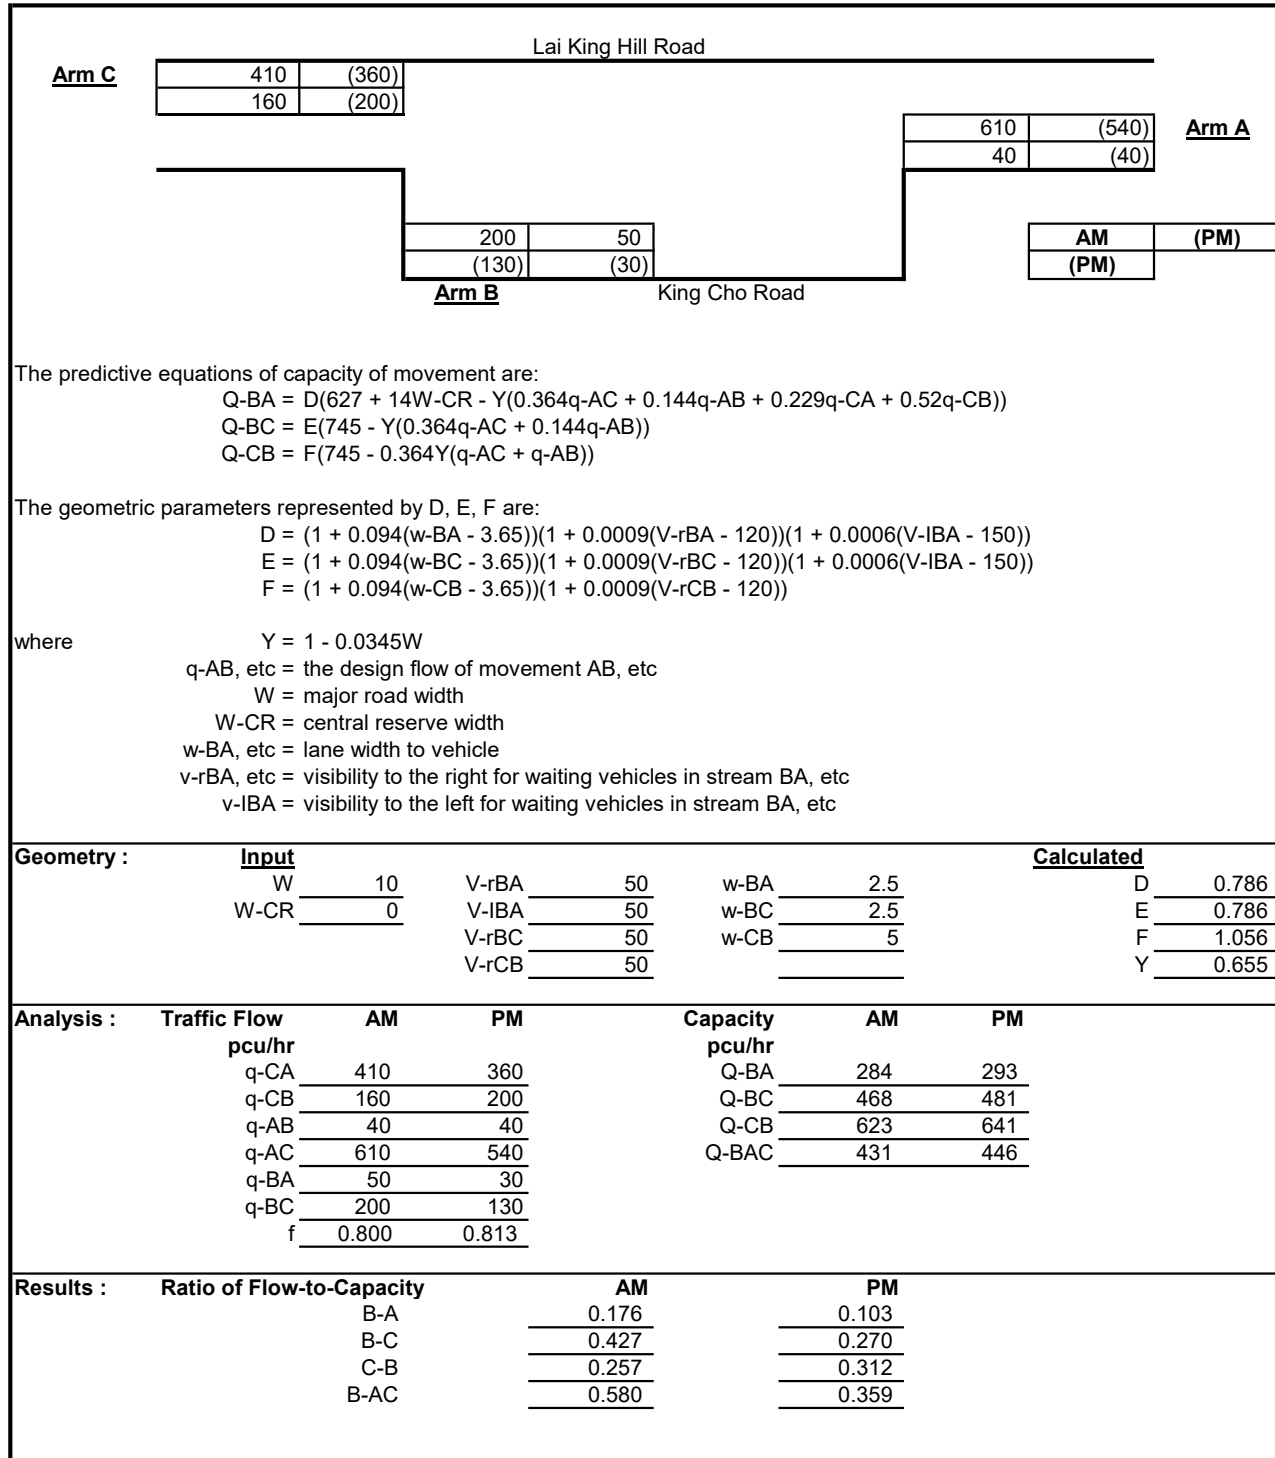 Lai King Hill Road
Arm C 410 (360)
160 (200)
610 (540) Arm A
40 (40)
200 50 AM (PM)
(130) (30) (PM)
Arm B King Cho Road
The predictive equations of capacity of movement are:
Q-BA = D(627 + 14W-CR - Y(0.364q-AC + 0.144q-AB + 0.229q-CA + 0.52q-CB))
Q-BC = E(745 - Y(0.364q-AC + 0.144q-AB))
Q-CB = F(745 - 0.364Y(q-AC + q-AB))
The geometric parameters represented by D, E, F are:
D = (1 + 0.094(w-BA - 3.65))(1 + 0.0009(V-rBA - 120))(1 + 0.0006(V-IBA - 150))
E = (1 + 0.094(w-BC - 3.65))(1 + 0.0009(V-rBC - 120))(1 + 0.0006(V-IBA - 150))
F = (1 + 0.094(w-CB - 3.65))(1 + 0.0009(V-rCB - 120))
where Y = 1 - 0.0345W
q-AB, etc = the design flow of movement AB, etc
W = major road width
W-CR = central reserve width
w-BA, etc = lane width to vehicle
v-rBA, etc = visibility to the right for waiting vehicles in stream BA, etc
v-IBA = visibility to the left for waiting vehicles in stream BA, etc
Geometry : Input Calculated
W 10 V-rBA 50 w-BA 2.5 D 0.786
W-CR 0 V-IBA 50 w-BC 2.5 E 0.786
V-rBC 50 w-CB 5 F 1.056
V-rCB 50 Y 0.655
Analysis : Traffic Flow AM PM Capacity AM PM
pcu/hr pcu/hr
q-CA 410 360 Q-BA 284 293
q-CB 160 200 Q-BC 468 481
q-AB 40 40 Q-CB 623 641
q-AC 610 540 Q-BAC 431 446
q-BA 50 30
q-BC 200 130
f 0.800 0.813
Results : Ratio of Flow-to-Capacity AM PM
B-A 0.176 0.103
B-C 0.427 0.270
C-B 0.257 0.312
B-AC 0.580 0.359